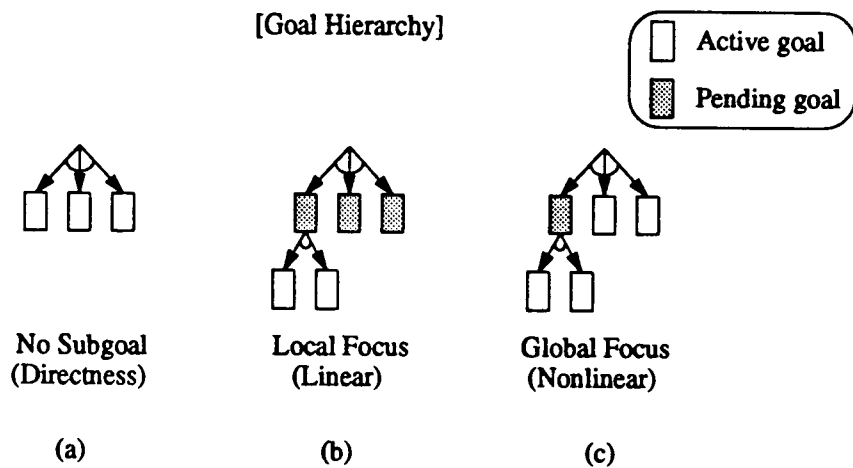 [Goal Hierarchy]
Active goal
Pending goal
No Subgoal
(Directness)
Local Focus
(Linear)
Global Focus
(Nonlinear)
(a)
(b)
(c)